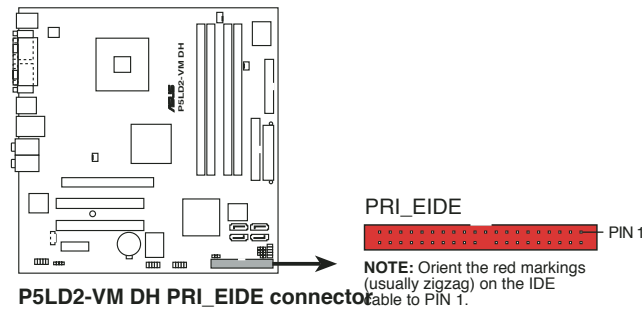 ASUS
P5LD2-VM DH
PRI_EIDE
PIN 1
NOTE: Orient the red markings
(usually zigzag) on the IDE
cable to PIN 1.
P5LD2-VM DH PRI_EIDE connector